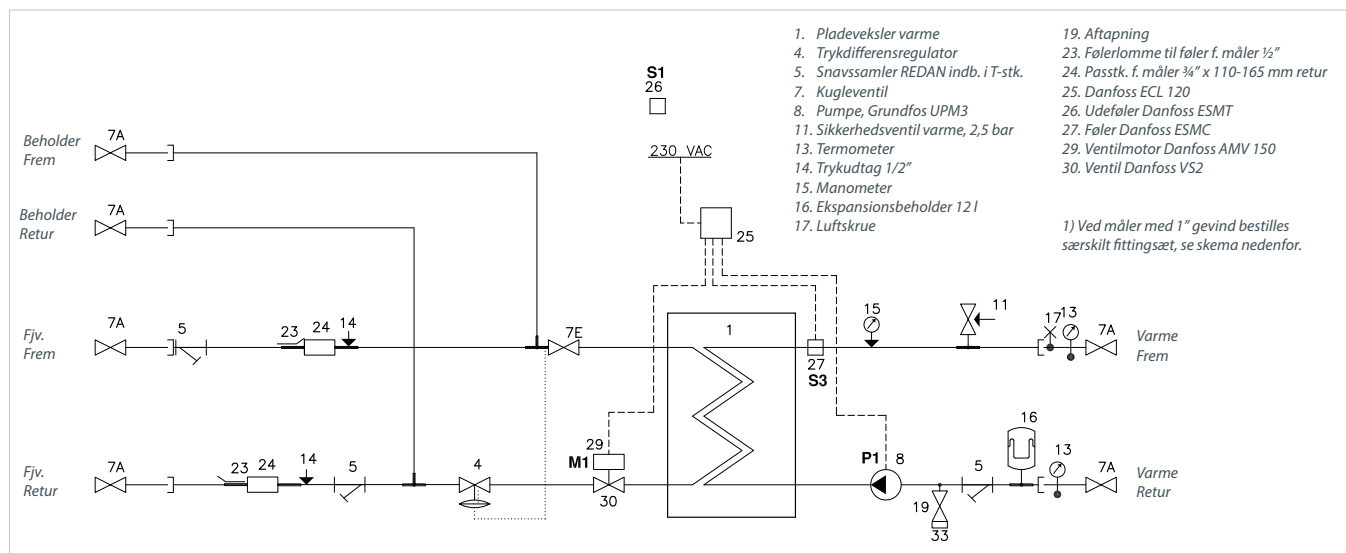 1. Pladeveksler varme
4. Trykdifferensregulator
5. Snavssamler REDAN indb. i T-stk.
7. Kugleventil
8. Pumpe, Grundfos UPM3
11. Sikkerhedsventil varme, 2,5 bar
13. Termometer
14. Trykudtag 1/2”
15. Manometer
16. Ekspansionsbeholder 12 l
17. Luftskrue
19. Aftapning
23. Følerlomme til føler f. måler ½”
24. Passtk. f. måler ¾” x 110-165 mm retur
25. Danfoss ECL 120
26. Udeføler Danfoss ESMT
27. Føler Danfoss ESMC
29. Ventilmotor Danfoss AMV 150
30. Ventil Danfoss VS2
1) Ved måler med 1” gevind bestilles
særskilt fittingsæt, se skema nedenfor.
S1
26
230 VAC
25
Beholder
Frem
7A
Beholder
Retur
7A
Fjv.
Frem
7A
5
23
24
14
7E
1
27
S3
15
11
17
13
7A
Varme
Frem
Fjv.
Retur
7A
23
24
14
5
4
29
M1
30
P1
8
19
33
5
16
13
7A
Varme
Retur